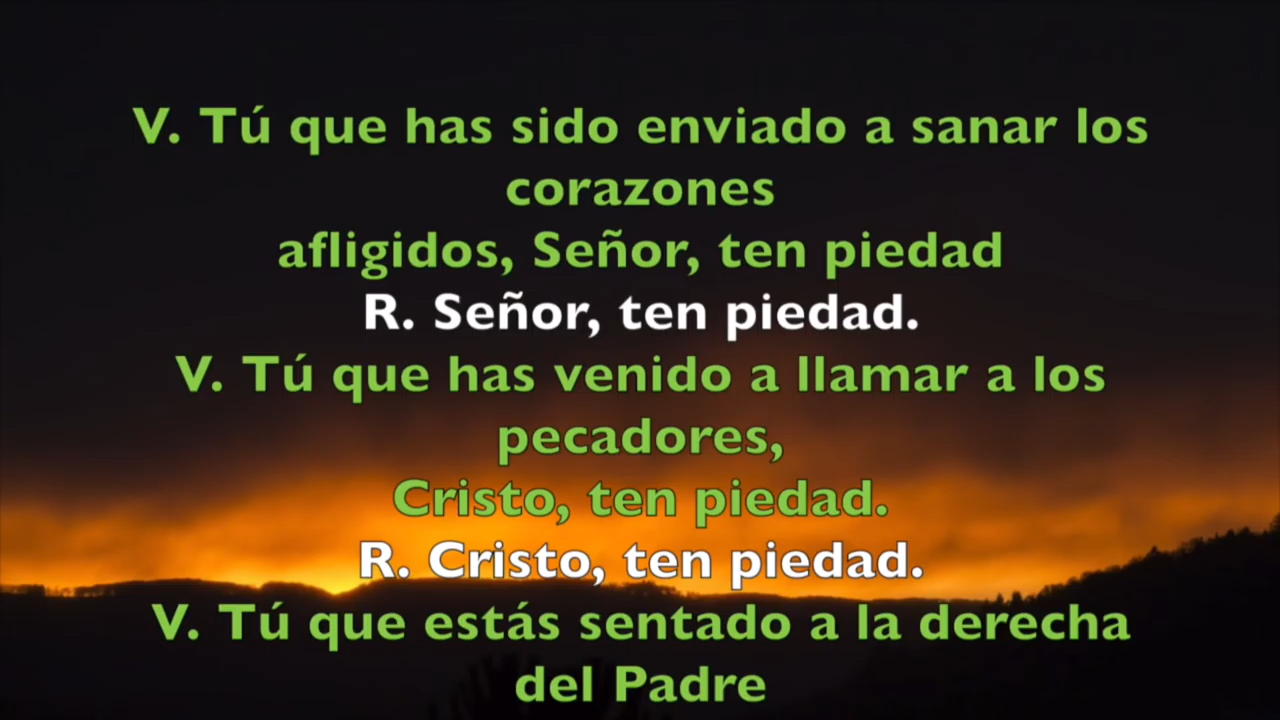 V. Tú que has sido enviado a sanar los
corazones
afligidos, Señor, ten piedad
R. Señor, ten piedad.
V. Tú que has venido a llamar a los
pecadores,
Cristo, ten piedad.
R. Cristo, ten piedad.
V. Tú que estás sentado a la derecha
del Padre